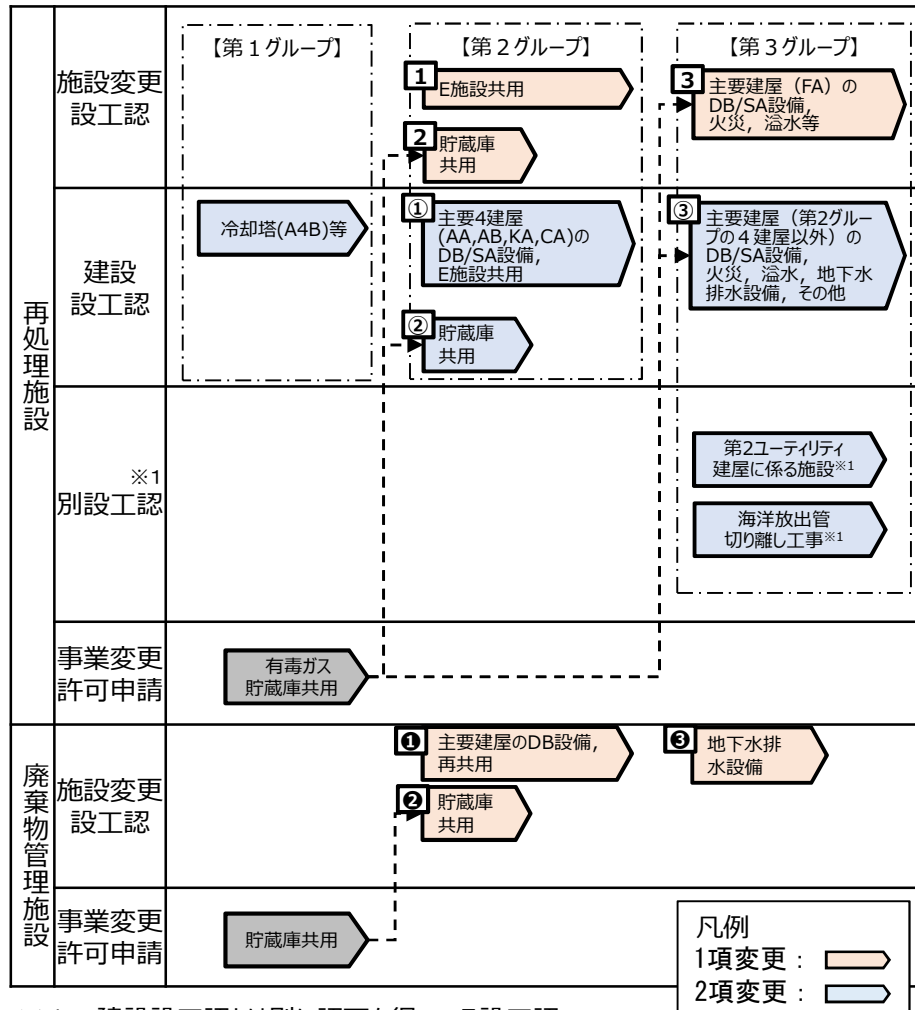 再処理施設
施設変更
設工認
【第１グループ】
【第２グループ】
【第３グループ】
1
E施設共用
2
貯蔵庫
共用
3
主要建屋（FA）の
DB/SA設備，
火災，溢水等
建設
設工認
冷却塔(A4B)等
①
主要4建屋
(AA,AB,KA,CA)の
DB/SA設備，
E施設共用
②
貯蔵庫
共用
③
主要建屋（第2グルー
プの４建屋以外）の
DB/SA設備，
火災，溢水，地下水
排水設備，その他
※1
別設工認
第2ユーティリティ
建屋に係る施設※1
海洋放出管
切り離し工事※1
事業変更
許可申請
有毒ガス
貯蔵庫共用
廃棄物管理施設
施設変更
設工認
❶
主要建屋のDB設備，
再共用
❷
貯蔵庫
共用
❸
地下水排
水設備
事業変更
許可申請
貯蔵庫共用
凡例
1項変更：
2項変更：